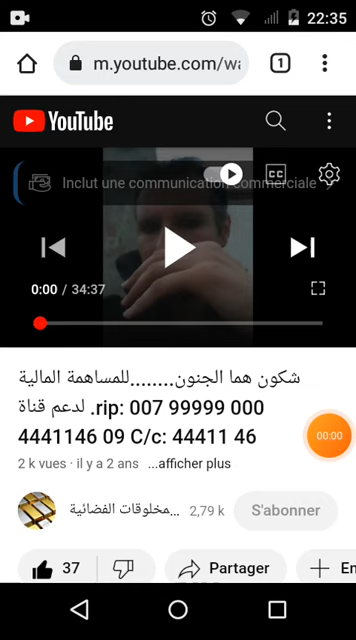 22:35
m.youtube.com/wa
1
YouTube
Inclut une communication commerciale
CC
0:00 / 34:37
شكون هما الجنون........للمساهمة المالية
لدعم قناة .rip: 007 99999 000
4441146 09 C/c: 44411 46
00:00
2 k vues · il y a 2 ans ...afficher plus
مخلوقات الفضائية... 2,79 k S'abonner
37 Partager En